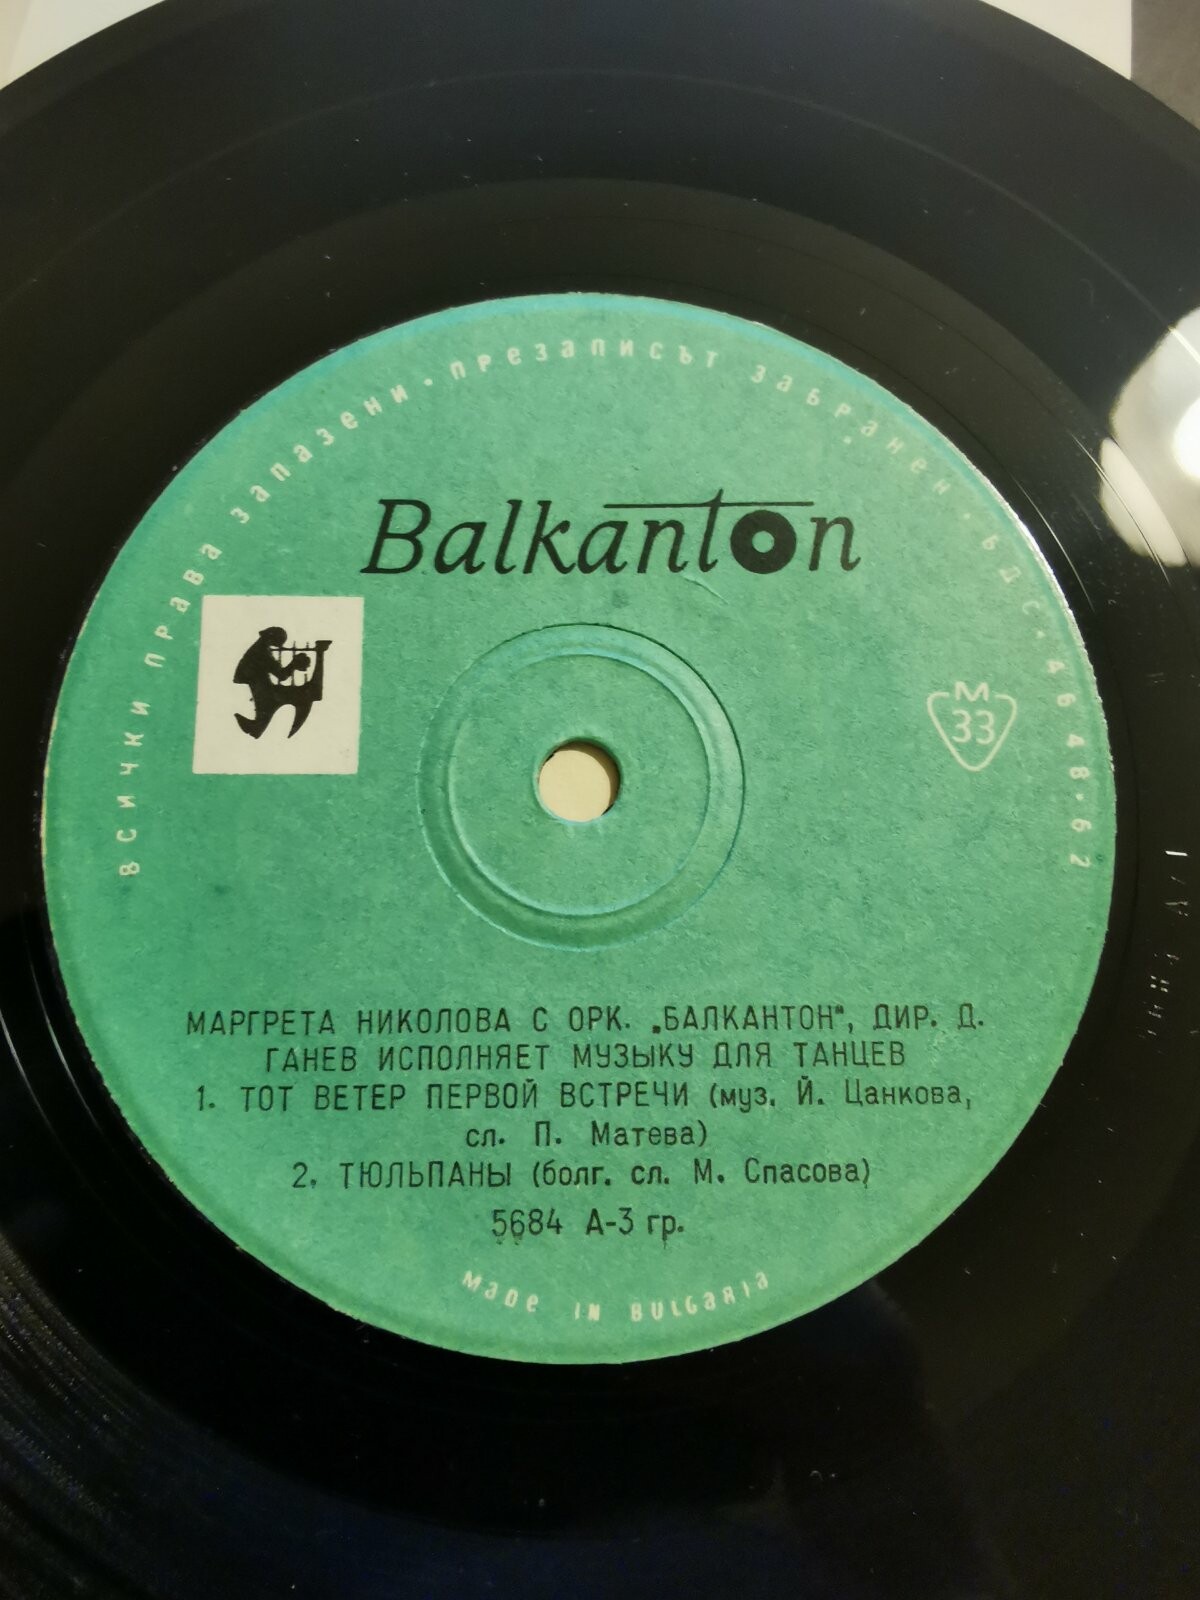 ВСИЧКИ ПРАВА ЗАПАЗЕНИ · ПРЕЗАПИСЪТ ЗАБРАНЕН · БДС · 4648·62
Balkanton
М
33
МАРГРЕТА НИКОЛОВА С ОРК. „БАЛКАНТОН", ДИР. Д.
ГАНЕВ ИСПОЛНЯЕТ МУЗЫКУ ДЛЯ ТАНЦЕВ
1. ТОТ ВЕТЕР ПЕРВОЙ ВСТРЕЧИ (муз. Й. Цанкова,
сл. П. Матева)
2. ТЮЛЬПАНЫ (болг. сл. М. Спасова)
5684 А-3 гр.
MADE IN BULGARIA